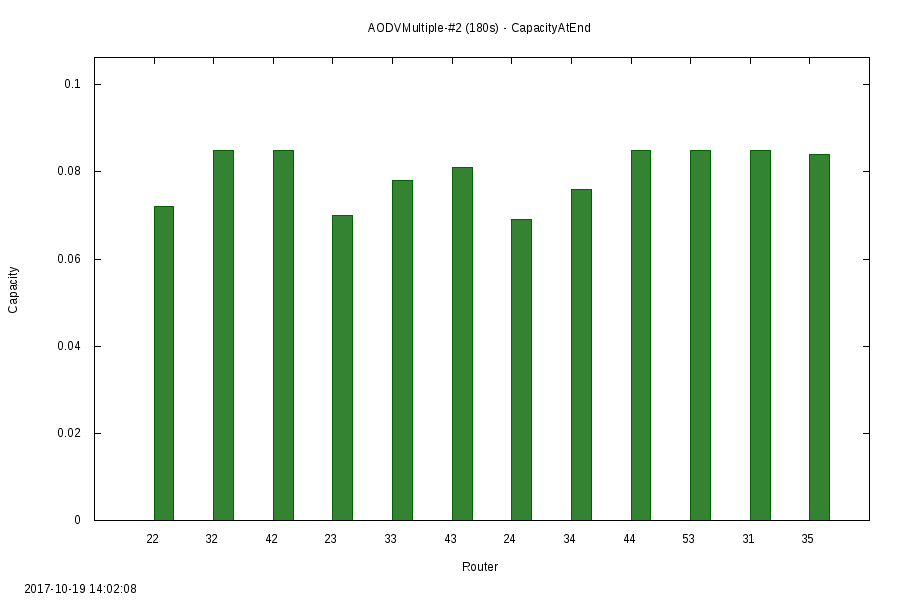 AODVMultiple-#2 (180s) - CapacityAtEnd
0.1
0.08
0.06
0.04
0.02
0
Capacity
22 32 42 23 33 43 24 34 44 53 31 35
Router
2017-10-19 14:02:08